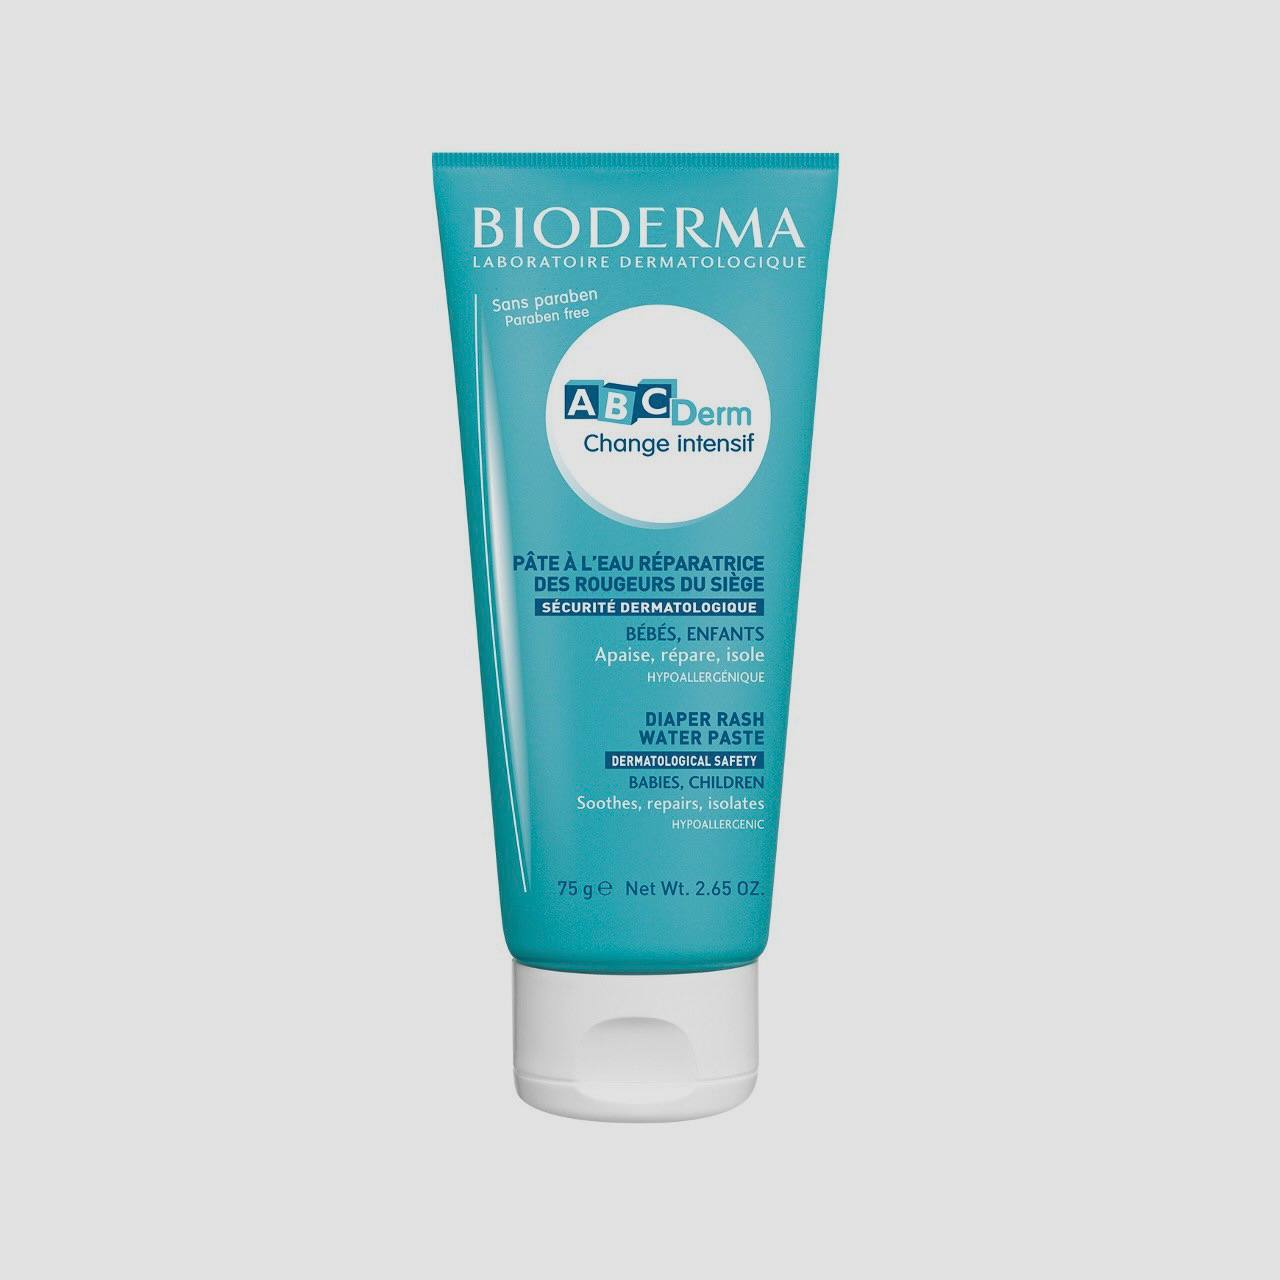 BIODERMA
LABORATOIRE DERMATOLOGIQUE
Sans paraben
Paraben free
ABCDerm
Change intensif
PÂTE À L'EAU RÉPARATRICE
DES ROUGEURS DU SIÈGE
SÉCURITÉ DERMATOLOGIQUE
BÉBÉS, ENFANTS
Apaise, répare, isole
HYPOALLERGÉNIQUE
DIAPER RASH
WATER PASTE
DERMATOLOGICAL SAFETY
BABIES, CHILDREN
Soothes, repairs, isolates
HYPOALLERGENIC
75 g ℮ Net Wt. 2.65 OZ.